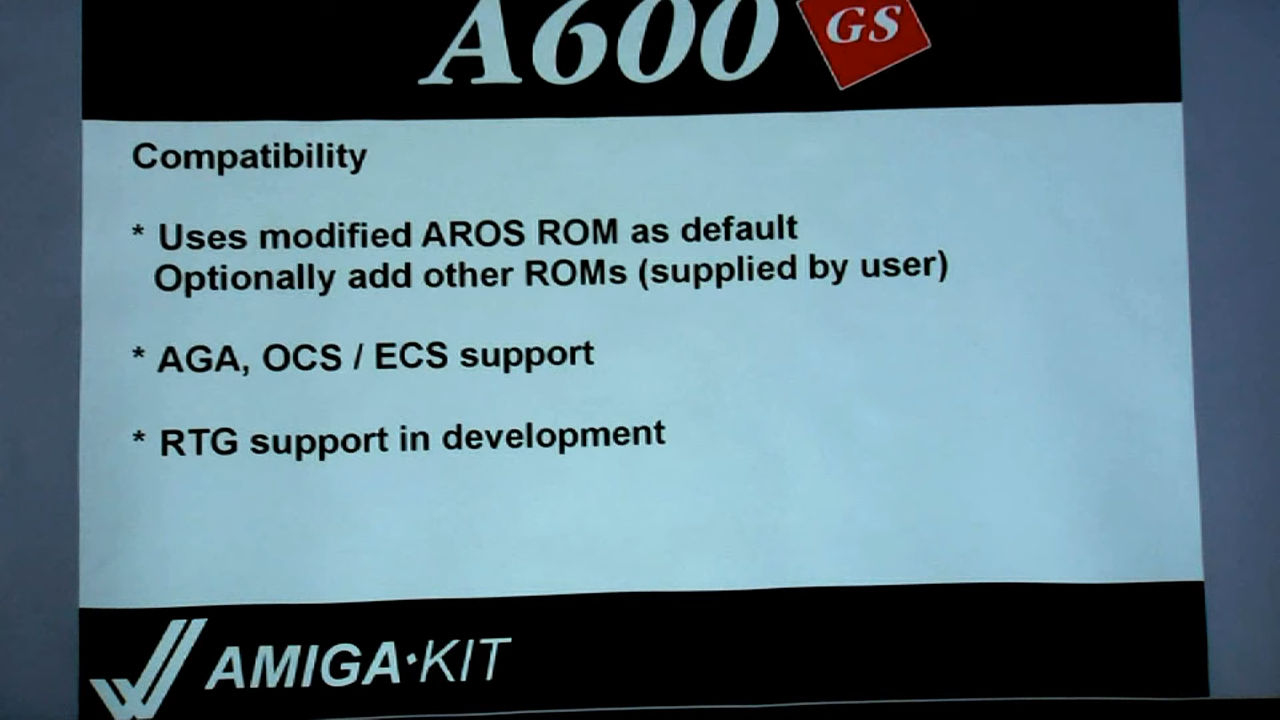 A600
GS
Compatibility
* Uses modified AROS ROM as default
Optionally add other ROMs (supplied by user)
* AGA, OCS / ECS support
* RTG support in development
AMIGA·KIT